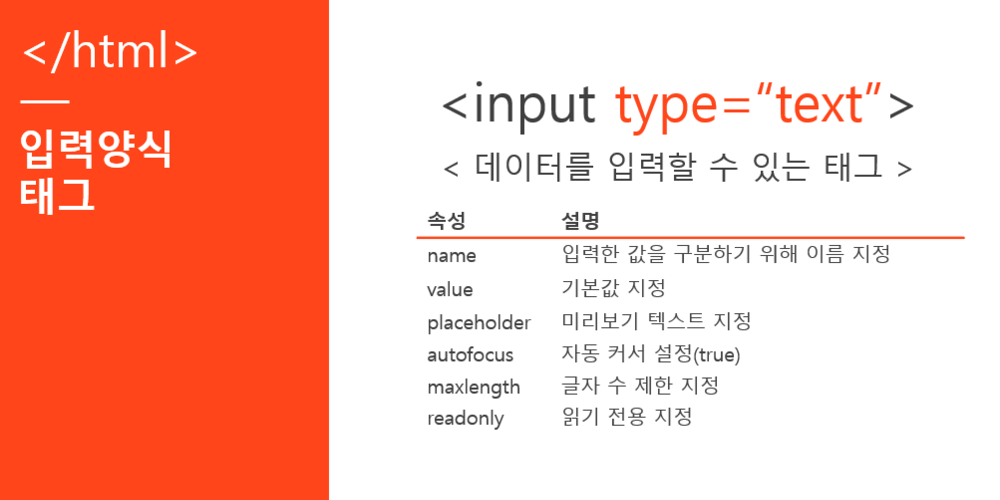 </html>
입력양식
태그
<input type=“text”>
< 데이터를 입력할 수 있는 태그 >
속성 설명
name 입력한 값을 구분하기 위해 이름 지정
value 기본값 지정
placeholder 미리보기 텍스트 지정
autofocus 자동 커서 설정(true)
maxlength 글자 수 제한 지정
readonly 읽기 전용 지정